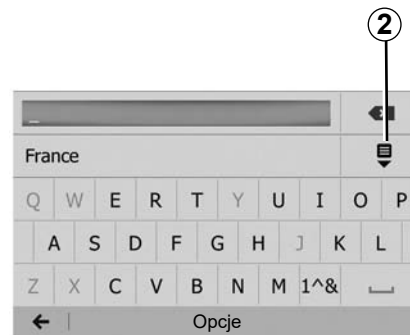 2
_
France
Q W E R T Y U I O P
A S D F G H J K L
Z X C V B N M 1^&
Opcje